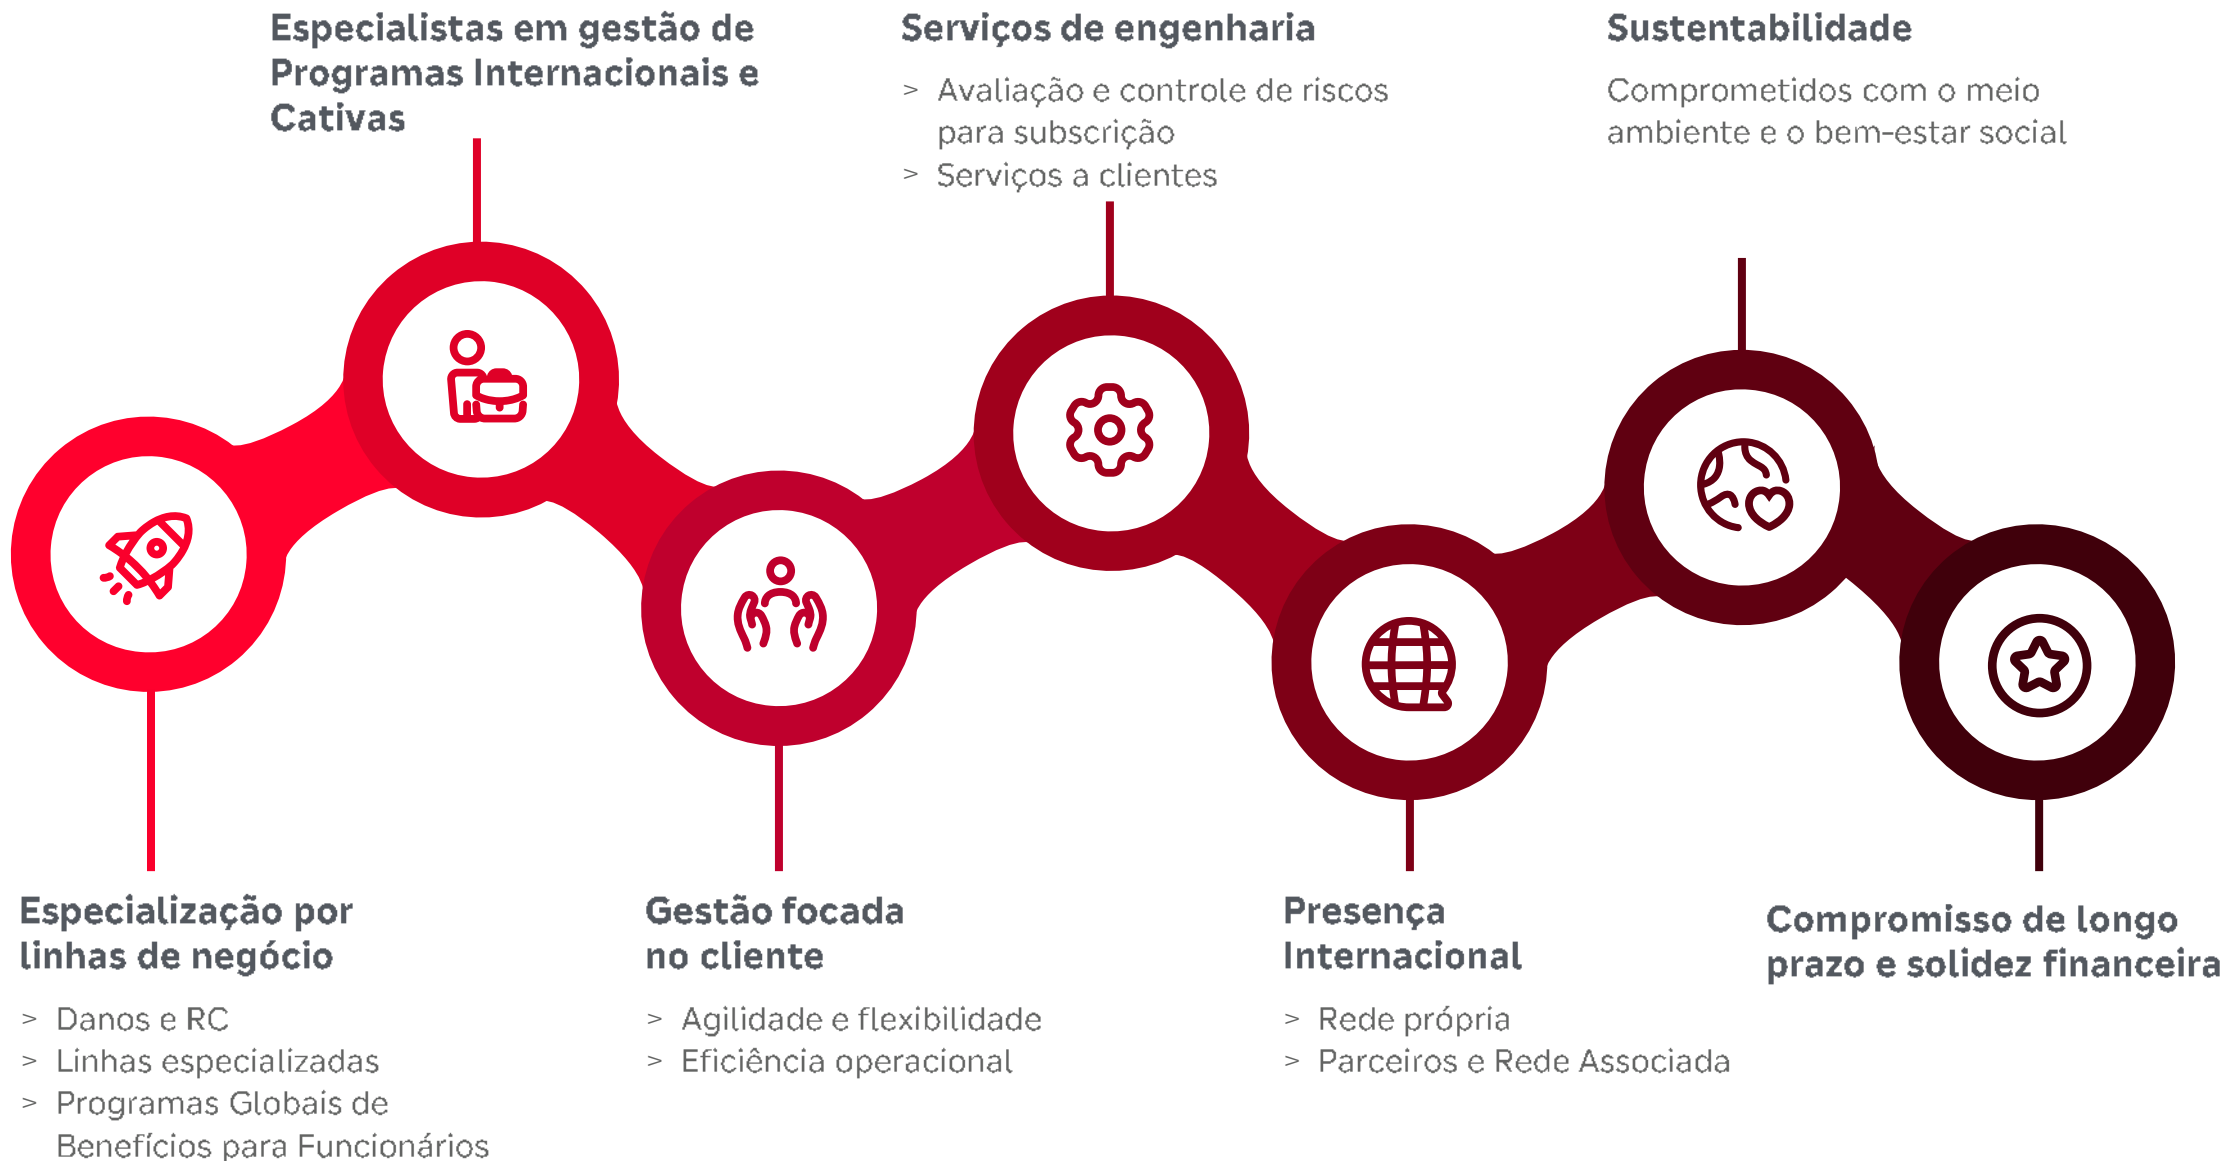 Especialistas em gestão de
Programas Internacionais e
Cativas
Serviços de engenharia
> Avaliação e controle de riscos
para subscrição
> Serviços a clientes
Sustentabilidade
Comprometidos com o meio
ambiente e o bem-estar social
Especialização por
linhas de negócio
> Danos e RC
> Linhas especializadas
> Programas Globais de
Benefícios para Funcionários
Gestão focada
no cliente
> Agilidade e flexibilidade
> Eficiência operacional
Presença
Internacional
> Rede própria
> Parceiros e Rede Associada
Compromisso de longo
prazo e solidez financeira